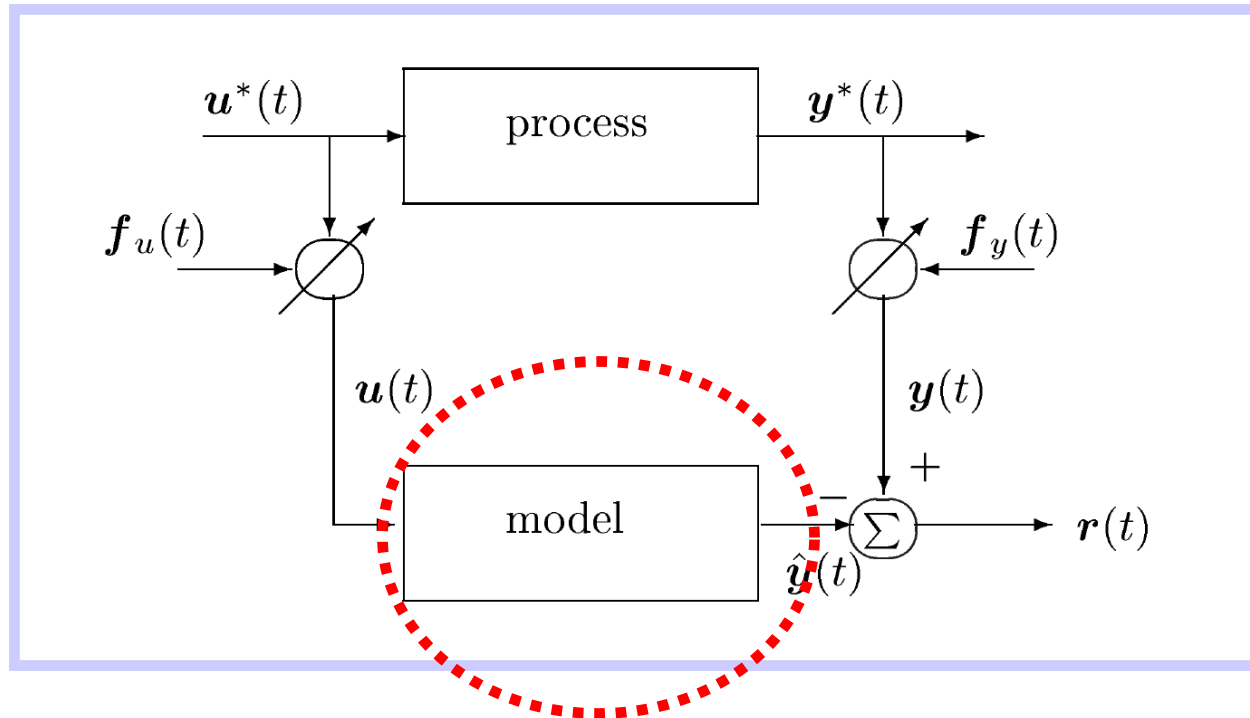 u*(t)
process
y*(t)
f_u(t)
f_y(t)
u(t)
y(t)
+
−
model
∑
r(t)
ŷ(t)